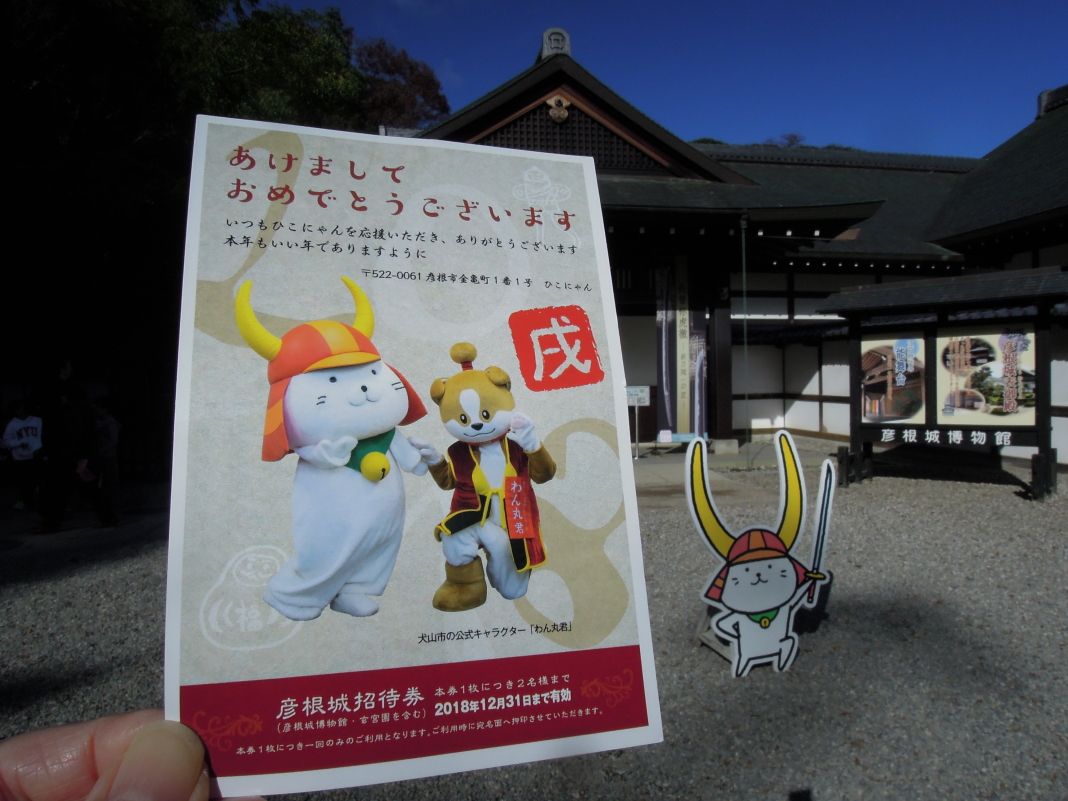 あけまして
おめでとうございます
いつもひこにゃんを応援いただき、ありがとうございます
本年もいい年でありますように
〒522-0061 彦根市金亀町1番1号 ひこにゃん
戌
わん丸君
福
犬山市の公式キャラクター「わん丸君」
彦根城招待券 本券1枚につき2名様まで
(彦根城博物館・玄宮園を含む) 2018年12月31日まで有効
本券1枚につき一回のみのご利用となります。ご利用時に宛名面へ押印させていただきます。
能舞台
彦根城博物館
NYU